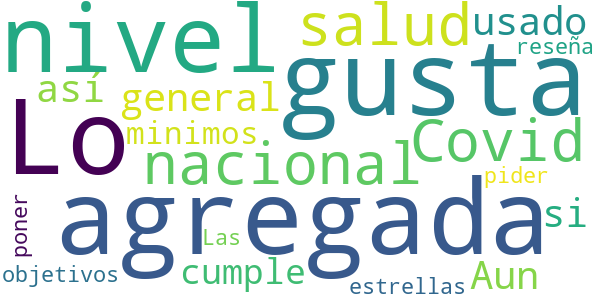 nivel salud usado
reseña
así general gusta
Lo minimos Covid
nacional pider
poner agregada si
Las
objetivos cumple estrellas Aun